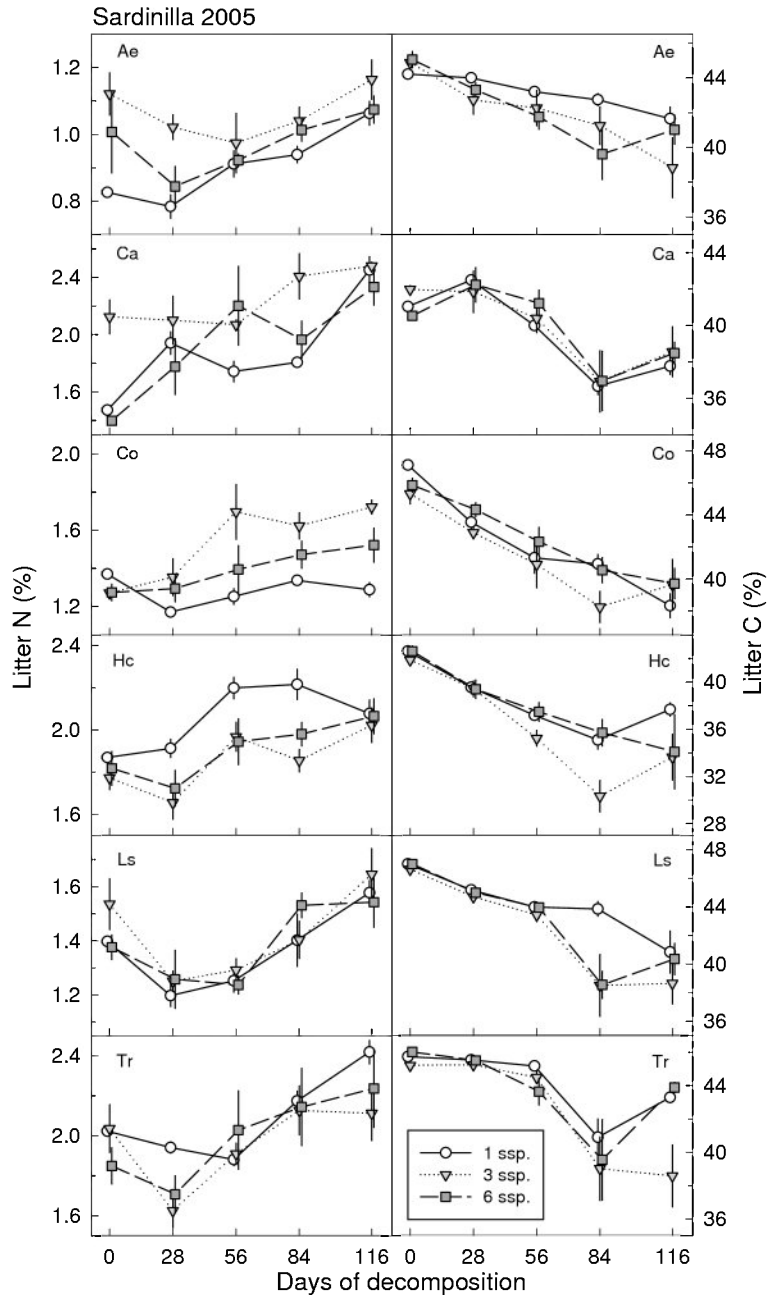 Sardinilla 2005
Ae
1.2
1.0
0.8
Ae
44
40
36
Ca
2.4
2.0
1.6
Ca
44
40
36
Co
2.0
1.6
1.2
Co
48
44
40
Hc
2.4
2.0
1.6
Hc
40
36
32
28
Ls
1.6
1.4
1.2
Ls
48
44
40
36
Tr
2.4
2.0
1.6
Tr
44
40
36
1 ssp.
3 ssp.
6 ssp.
Litter N (%)
Litter C (%)
0 28 56 84 116
0 28 56 84 116
Days of decomposition